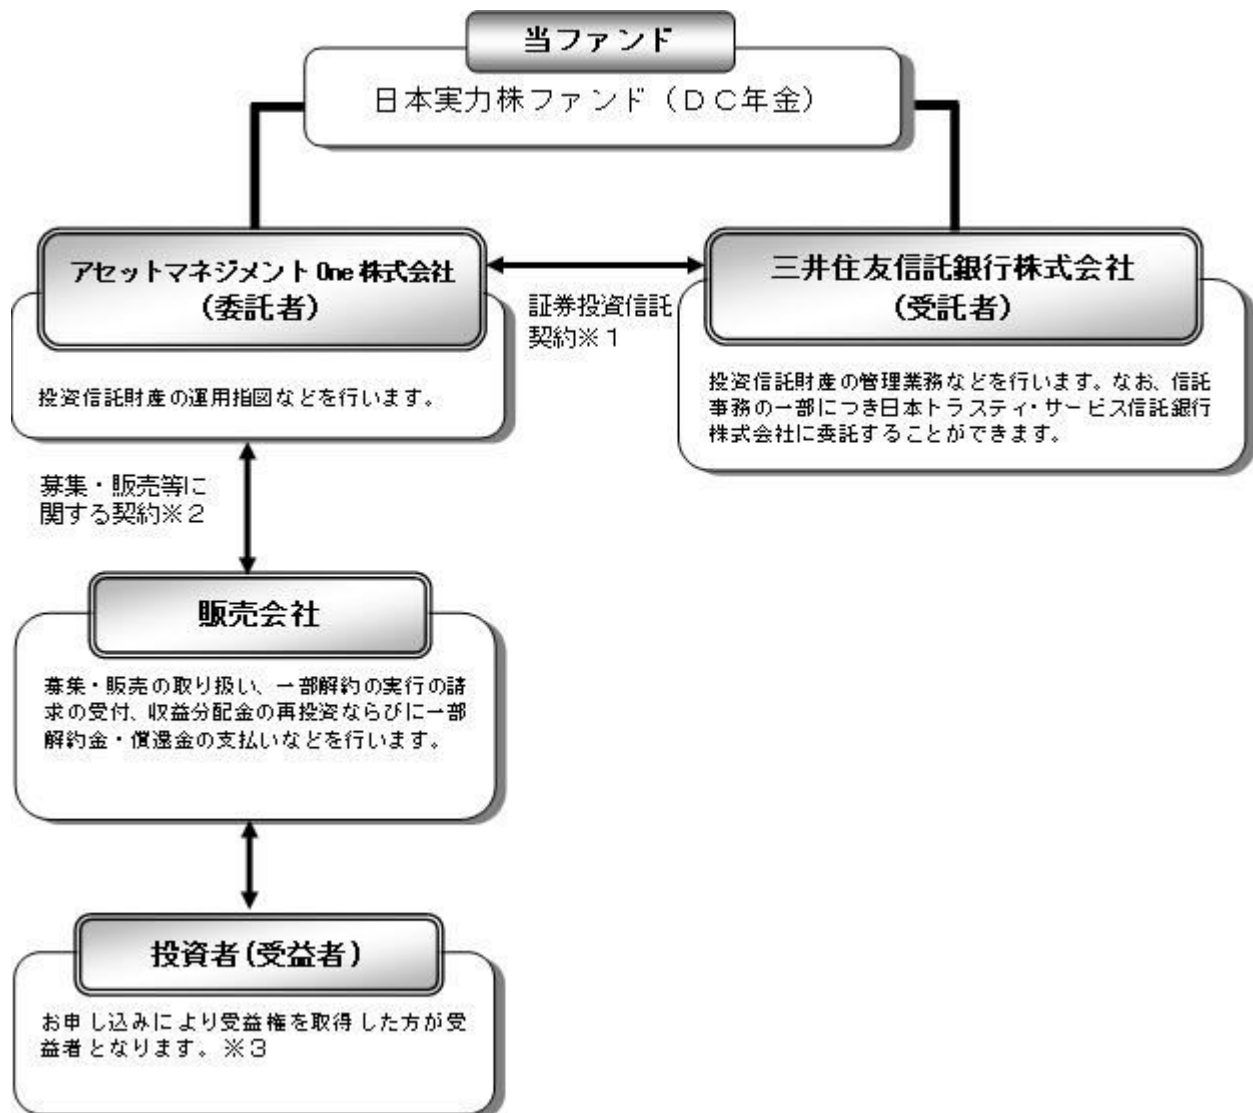 当ファンド
日本実力株ファンド（ＤＣ年金）
アセットマネジメント One 株式会社
（委託者）
証券投資信託
契約※１
三井住友信託銀行株式会社
（受託者）
投資信託財産の運用指図などを行います。
投資信託財産の管理業務などを行います。なお、信託
事務の一部につき日本トラスティ・サービス信託銀行
株式会社に委託することができます。
募集・販売等に
関する契約※２
販売会社
募集・販売の取り扱い、一部解約の実行の請
求の受付、収益分配金の再投資ならびに一部
解約金・償還金の支払いなどを行います。
投資者（受益者）
お申し込みにより受益権を取得した方が受
益者となります。※３